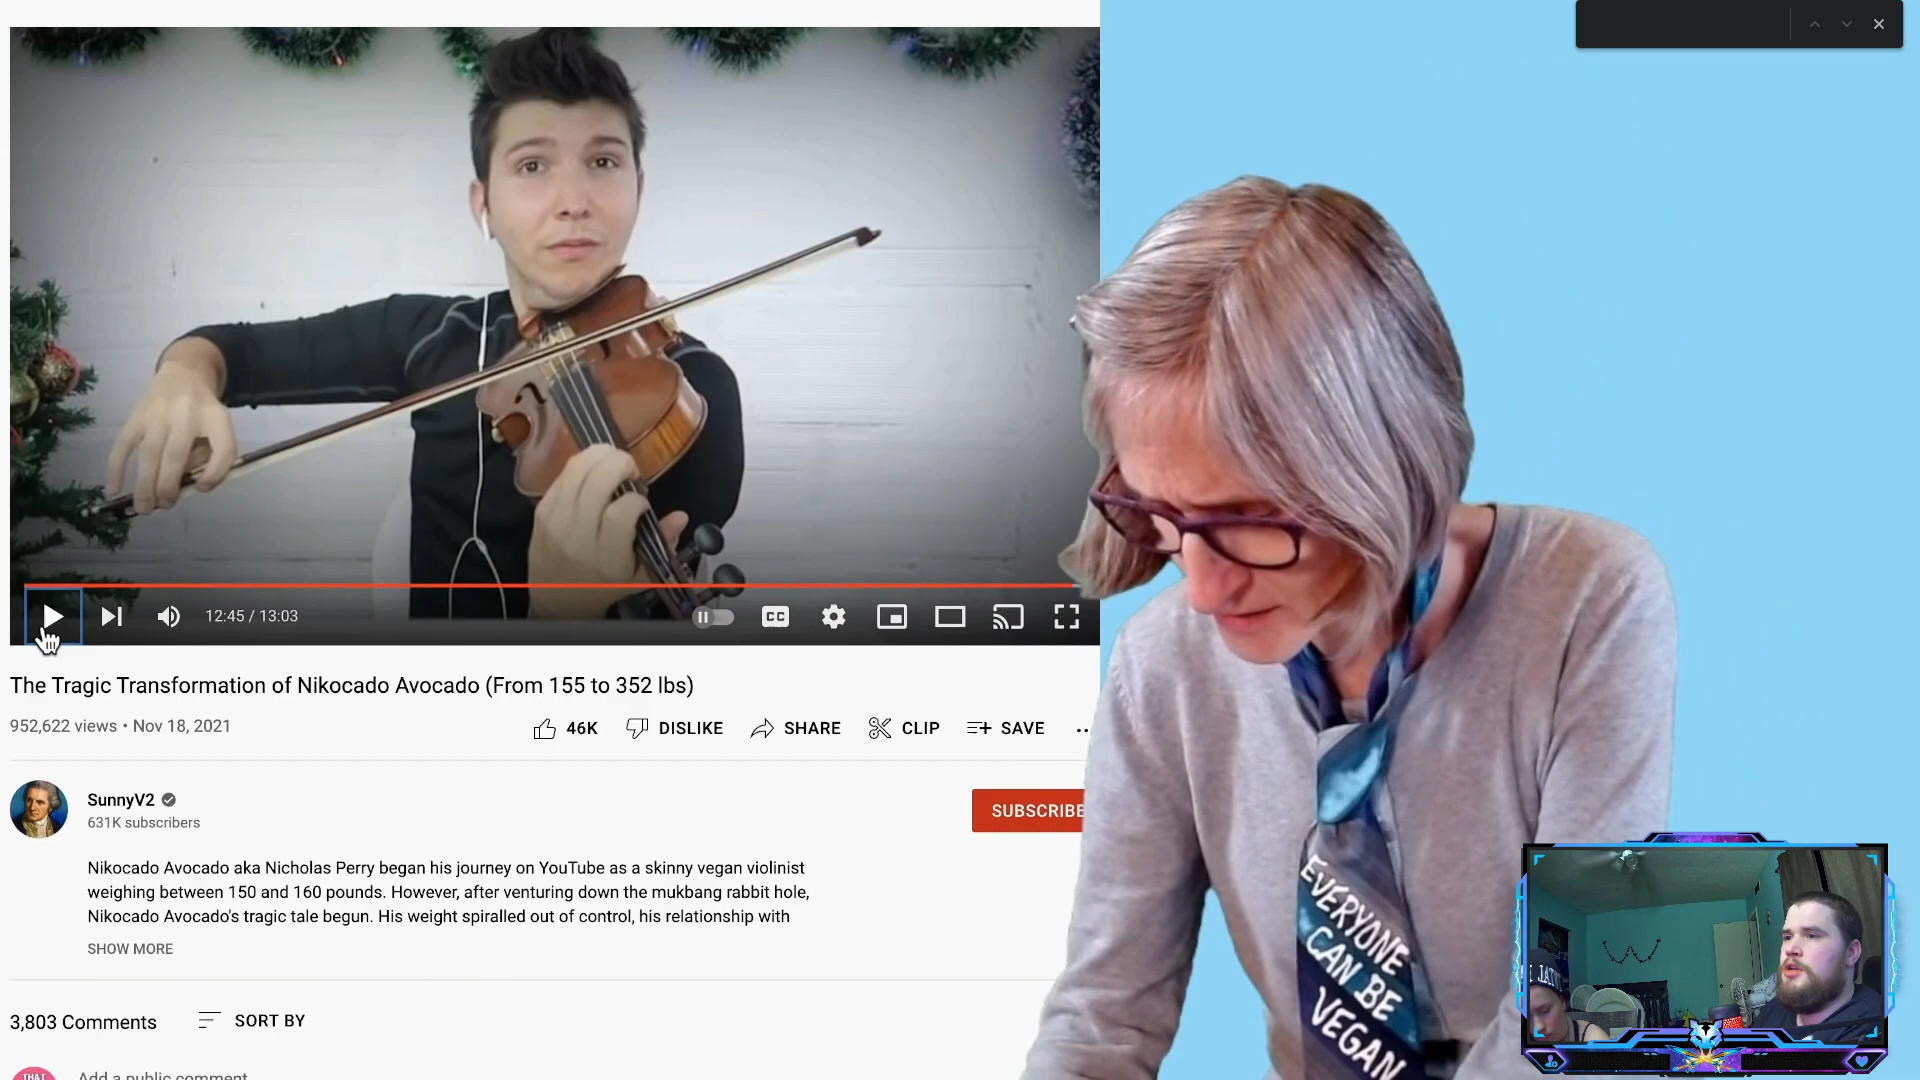 12:45 / 13:03
CC
The Tragic Transformation of Nikocado Avocado (From 155 to 352 lbs)
952,622 views • Nov 18, 2021
46K
DISLIKE
SHARE
CLIP
SAVE
SunnyV2
631K subscribers
SUBSCRIBE
Nikocado Avocado aka Nicholas Perry began his journey on YouTube as a skinny vegan violinist
weighing between 150 and 160 pounds. However, after venturing down the mukbang rabbit hole,
Nikocado Avocado's tragic tale begun. His weight spiralled out of control, his relationship with
SHOW MORE
3,803 Comments
SORT BY
THAT
Add a public comment
EVERYONE
CAN BE
VEGAN